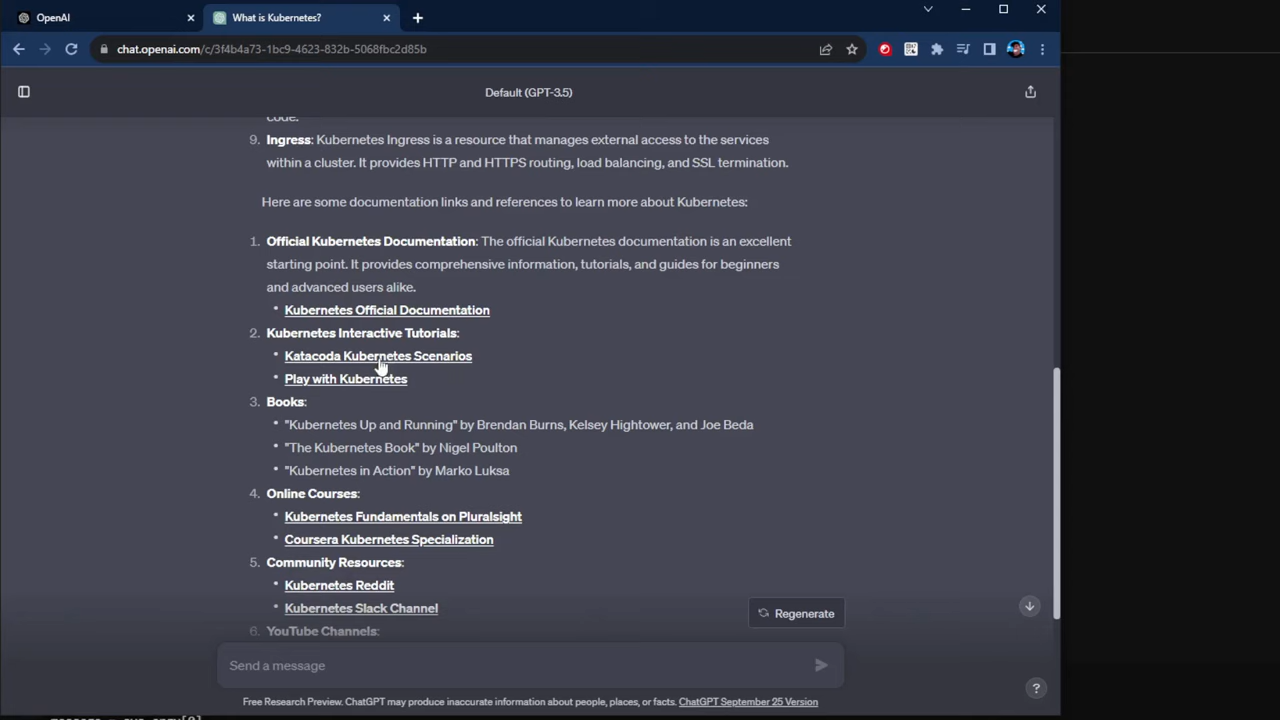 OpenAI
What is Kubernetes?
chat.openai.com/c/3f4b4a73-1bc9-4623-832b-5068fbc2d85b
Default (GPT-3.5)
code.
9. Ingress: Kubernetes Ingress is a resource that manages external access to the services
within a cluster. It provides HTTP and HTTPS routing, load balancing, and SSL termination.
Here are some documentation links and references to learn more about Kubernetes:
1. Official Kubernetes Documentation: The official Kubernetes documentation is an excellent
starting point. It provides comprehensive information, tutorials, and guides for beginners
and advanced users alike.
• Kubernetes Official Documentation
2. Kubernetes Interactive Tutorials:
• Katacoda Kubernetes Scenarios
• Play with Kubernetes
3. Books:
• "Kubernetes Up and Running" by Brendan Burns, Kelsey Hightower, and Joe Beda
• "The Kubernetes Book" by Nigel Poulton
• "Kubernetes in Action" by Marko Luksa
4. Online Courses:
• Kubernetes Fundamentals on Pluralsight
• Coursera Kubernetes Specialization
5. Community Resources:
• Kubernetes Reddit
• Kubernetes Slack Channel
6. YouTube Channels:
Regenerate
Send a message
Free Research Preview. ChatGPT may produce inaccurate information about people, places, or facts. ChatGPT September 25 Version
?